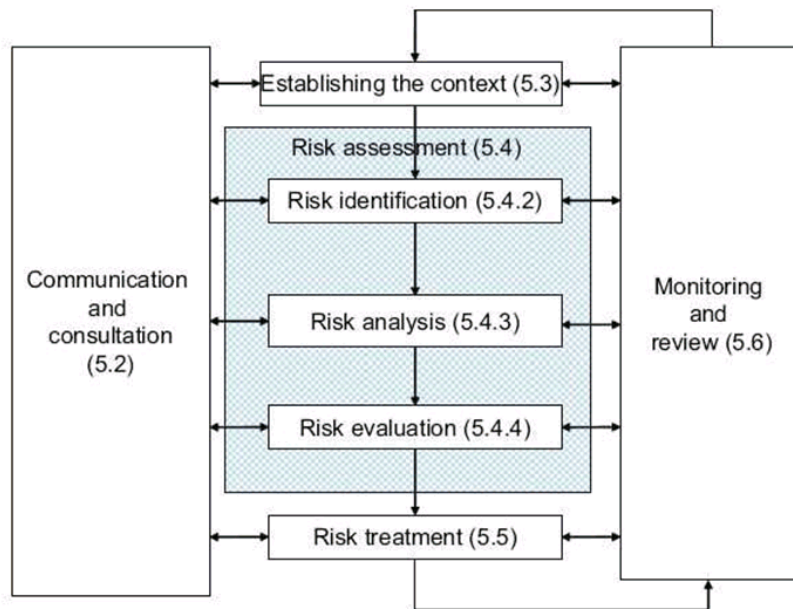 Establishing the context (5.3)
Risk assessment (5.4)
Risk identification (5.4.2)
Communication
and
consultation
(5.2)
Risk analysis (5.4.3)
Monitoring
and
review (5.6)
Risk evaluation (5.4.4)
Risk treatment (5.5)